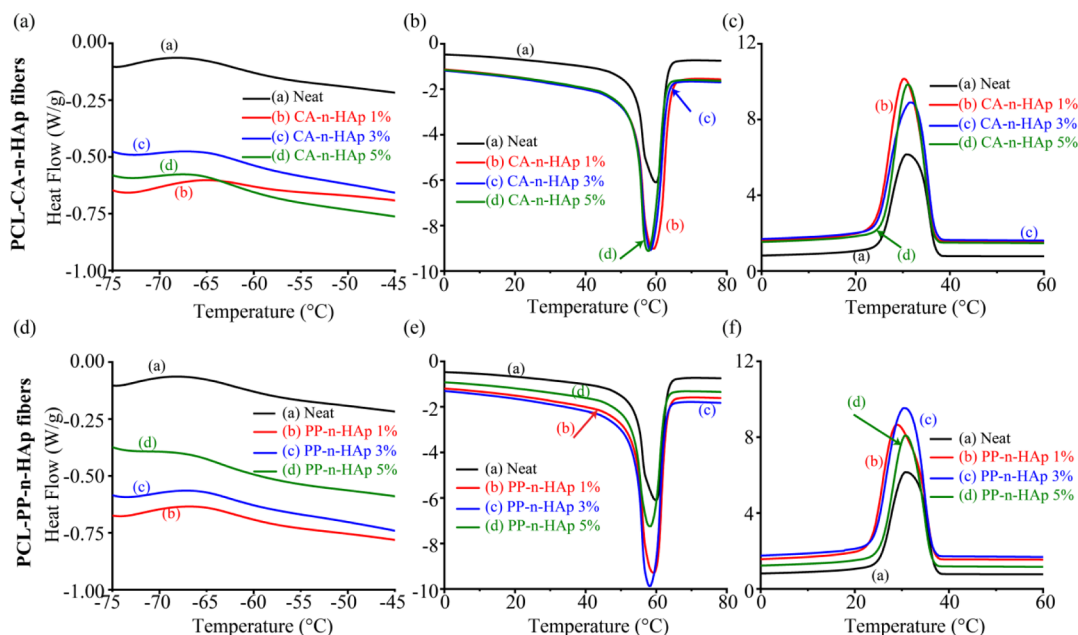 (a)
(b)
(c)
PCL-CA-n-HAp fibers
Heat Flow (W/g)
0.00
-0.25
-0.50
-0.75
-1.00
(a)
(a) Neat
(b) CA-n-HAp 1%
(c) CA-n-HAp 3%
(d) CA-n-HAp 5%
(c)
(d)
(b)
-75 -70 -65 -60 -55 -50 -45
Temperature (°C)
0
-2
-4
-6
-8
-10
(a)
(c)
(a) Neat
(b) CA-n-HAp 1%
(c) CA-n-HAp 3%
(d) CA-n-HAp 5%
(b)
(d)
0 20 40 60 80
Temperature (°C)
12
9
6
3
0
(b)
(a) Neat
(b) CA-n-HAp 1%
(c) CA-n-HAp 3%
(d) CA-n-HAp 5%
(c)
(a)
(d)
0 20 40 60
Temperature (°C)
(d)
(e)
(f)
PCL-PP-n-HAp fibers
Heat Flow (W/g)
0.00
-0.25
-0.50
-0.75
-1.00
(a)
(a) Neat
(b) PP-n-HAp 1%
(c) PP-n-HAp 3%
(d) PP-n-HAp 5%
(d)
(c)
(b)
-75 -70 -65 -60 -55 -50 -45
Temperature (°C)
0
-2
-4
-6
-8
-10
(a)
(d)
(b)
(c)
(a) Neat
(b) PP-n-HAp 1%
(c) PP-n-HAp 3%
(d) PP-n-HAp 5%
0 20 40 60 80
Temperature (°C)
12
9
6
3
0
(d)
(c)
(b)
(a) Neat
(b) PP-n-HAp 1%
(c) PP-n-HAp 3%
(d) PP-n-HAp 5%
(a)
0 20 40 60
Temperature (°C)